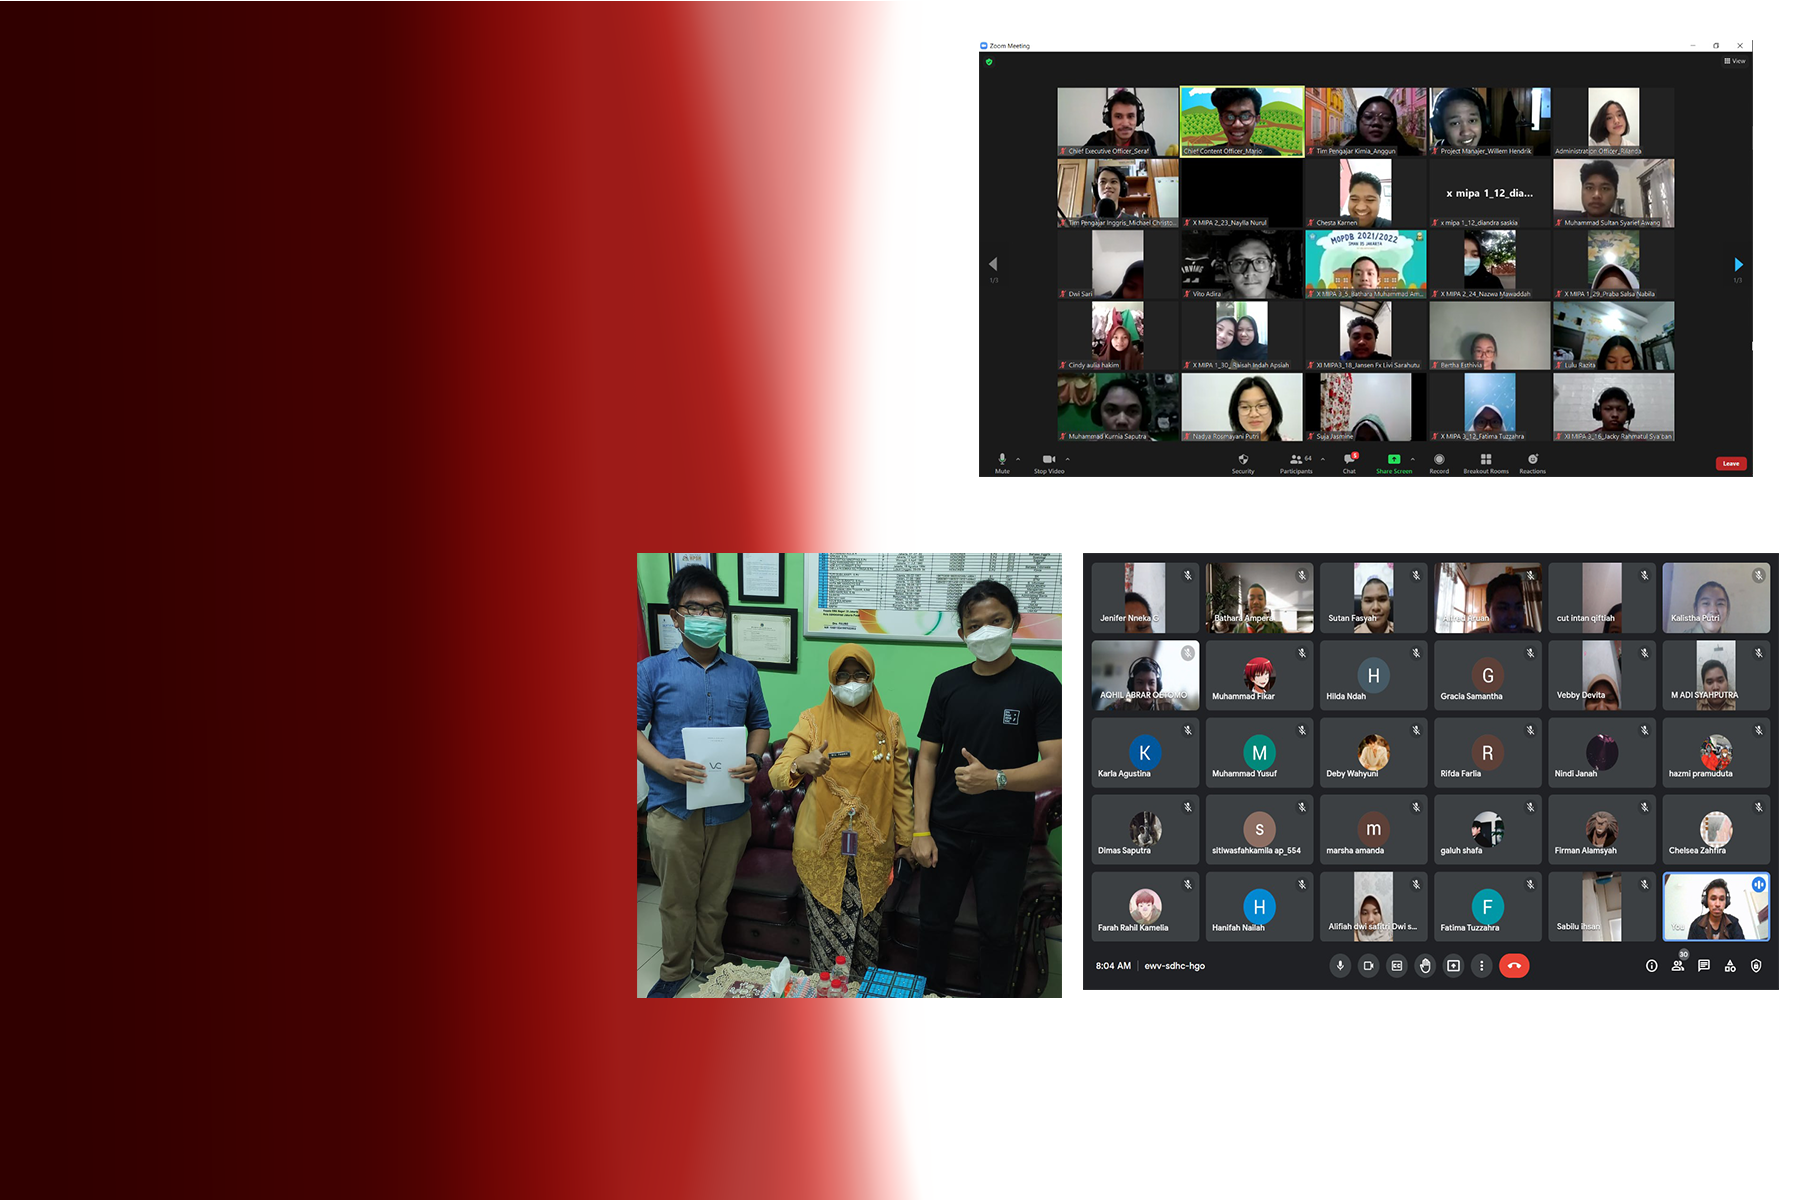 Zoom Meeting
View
Chief Executive Officer_Seraf
Chief Content Officer_Mario
Tim Pengajar Kimia_Anggun
Project Manajer_Willem Hendrik
Administration Officer_Rilanda
Tim Pengajar Inggris_Michael Christo...
X MIPA 2_23_Naylla Nurul
Chesta Karnen
x mipa 1_12_dia...
x mipa 1_12_diandra saskia
Muhammad Sultan Syarief Awang
MOPDB 2021/2022
1/3
1/3
Dwi Sari
Vito Adira
X MIPA 3_5_Bathara Muhammad Am...
X MIPA 2_24_Nazwa Mawaddah
X MIPA 1_29_Praba Salsa Nabila
Cindy aulia hakim
X MIPA 1_30_Raisah Indah Apsiah
XI MIPA3_18_Jansen Fx Livi Sarahutu
Bertha Esthivia
Lulu Razita
Muhammad Kurnia Saputra
Nadya Rosmayani Putri
Suja Jasmine
X MIPA 3_12_Fatima Tuzzahra
XI MIPA 3_16_Jacky Rahmatul Sya'ban
Mute
Stop Video
Security
Participants
64
Chat
Share Screen
Record
Breakout Rooms
Reactions
Leave
VC
Jenifer Nneka G
Bathara Ampera
Sutan Fasyah
cut intan qiftiah
Kalistha Putri
AQHIL ABRAR OETOMO
Muhammad Fikar
H
Hilda Ndah
G
Gracia Samantha
Vebby Devita
M ADI SYAHPUTRA
K
Karla Agustina
M
Muhammad Yusuf
Deby Wahyuni
R
Rifda Farlia
Nindi Janah
hazmi pramuduta
Dimas Saputra
s
sitiwasfahkamila ap_554
m
marsha amanda
galuh shafa
Firman Alamsyah
Chelsea Zahfira
Farah Rahil Kamelia
H
Hanifah Nailah
Alifiah dwi safitri Dwi s...
F
Fatima Tuzzahra
Sabilu ihsan
You
8:04 AM
ewv-sdhc-hgo
30